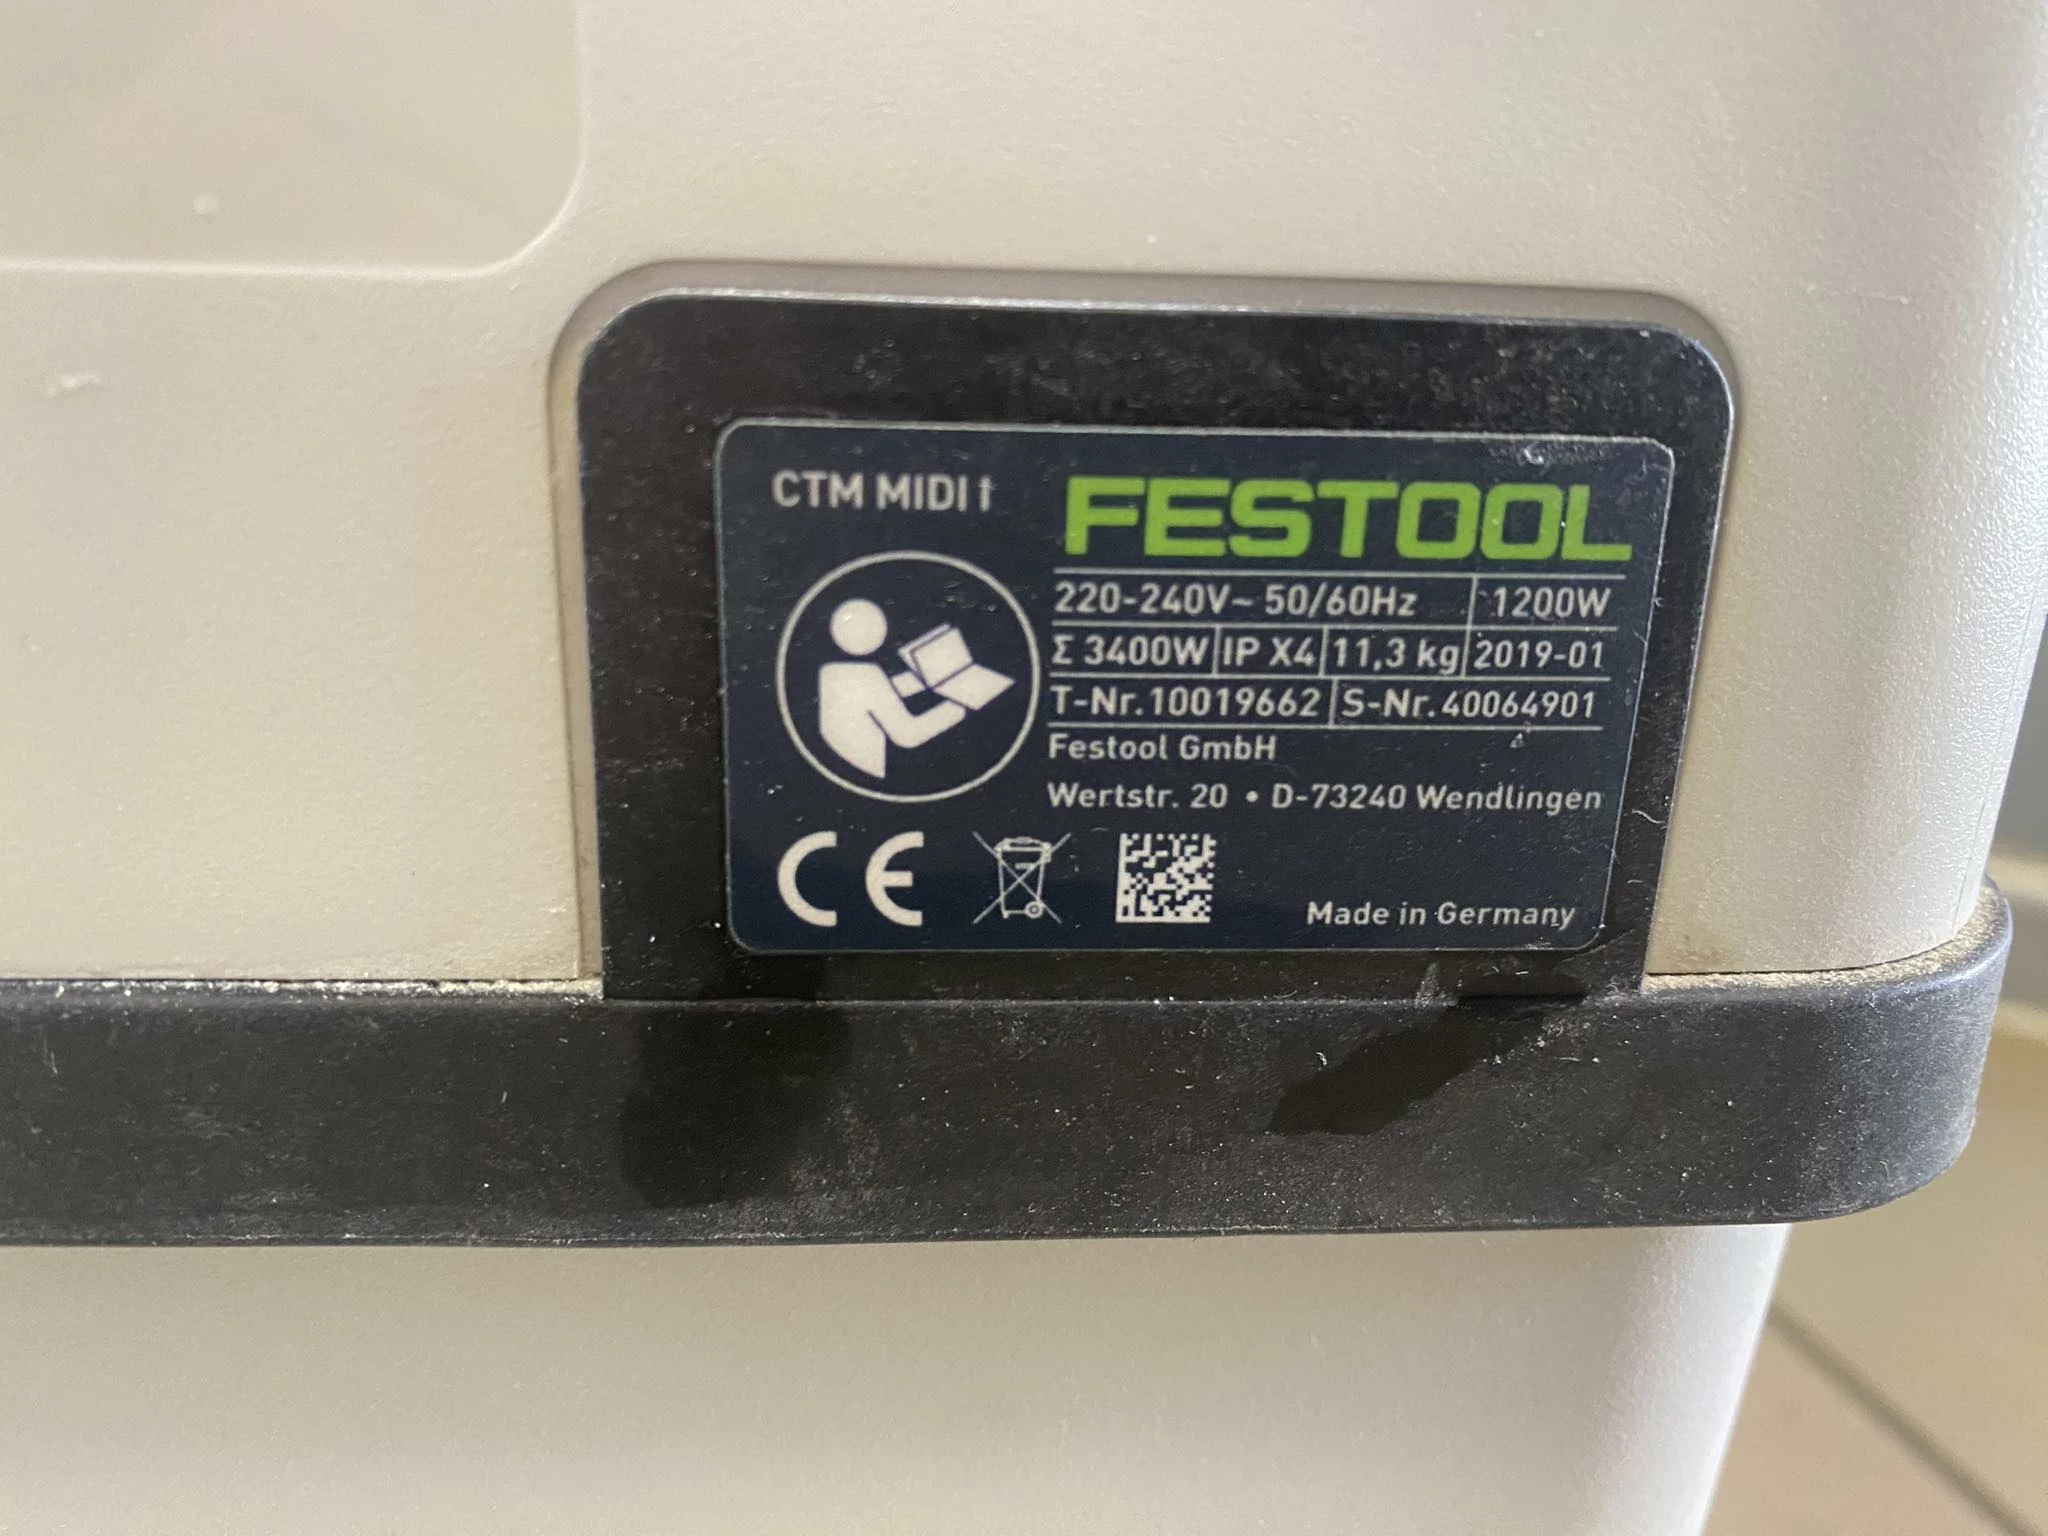 CTM MIDI I
FESTOOL
220-240V~ 50/60Hz 1200W
Σ 3400W IP X4 11,3 kg 2019-01
T-Nr.10019662 S-Nr.40064901
Festool GmbH
Wertstr. 20 • D-73240 Wendlingen
CE
Made in Germany